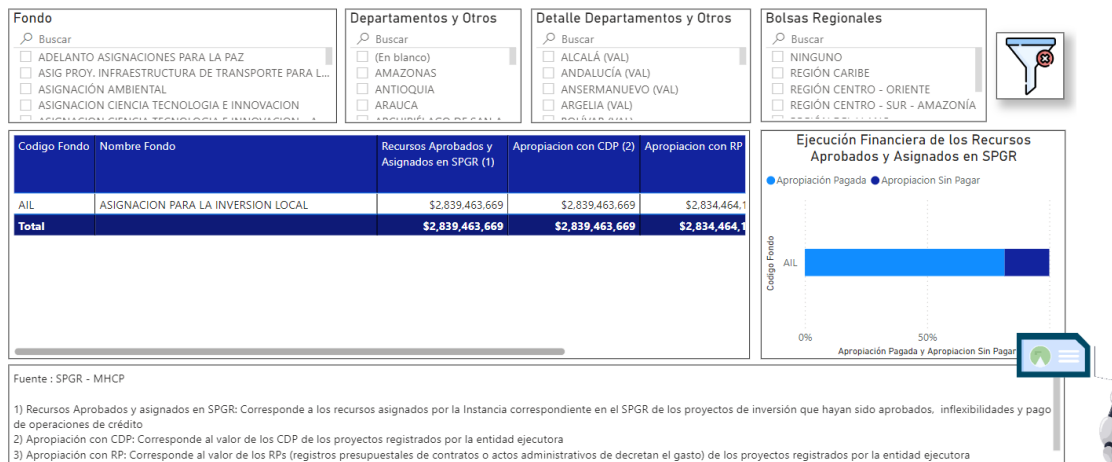 Fondo
Buscar
ADELANTO ASIGNACIONES PARA LA PAZ
ASIG PROY. INFRAESTRUCTURA DE TRANSPORTE PARA L...
ASIGNACIÓN AMBIENTAL
ASIGNACION CIENCIA TECNOLOGIA E INNOVACION
Departamentos y Otros
Buscar
(En blanco)
AMAZONAS
ANTIOQUIA
ARAUCA
Detalle Departamentos y Otros
Buscar
ALCALÁ (VAL)
ANDALUCÍA (VAL)
ANSERMANUEVO (VAL)
ARGELIA (VAL)
Bolsas Regionales
Buscar
NINGUNO
REGIÓN CARIBE
REGIÓN CENTRO - ORIENTE
REGIÓN CENTRO - SUR - AMAZONÍA
Codigo Fondo Nombre Fondo Recursos Aprobados y Apropiacion con CDP (2) Apropiacion con RP
Asignados en SPGR (1)
AIL ASIGNACION PARA LA INVERSION LOCAL $2,839,463,669 $2,839,463,669 $2,834,464,1
Total $2,839,463,669 $2,839,463,669 $2,834,464,1
Ejecución Financiera de los Recursos
Aprobados y Asignados en SPGR
Apropiación Pagada Apropiacion Sin Pagar
Codigo Fondo
AIL
0% 50%
Apropiación Pagada y Apropiacion Sin Pagar
Fuente : SPGR - MHCP
1) Recursos Aprobados y asignados en SPGR: Corresponde a los recursos asignados por la Instancia correspondiente en el SPGR de los proyectos de inversión que hayan sido aprobados, inflexibilidades y pago
de operaciones de crédito
2) Apropiación con CDP: Corresponde al valor de los CDP de los proyectos registrados por la entidad ejecutora
3) Apropiación con RP: Corresponde al valor de los RPs (registros presupuestales de contratos o actos administrativos de decretan el gasto) de los proyectos registrados por la entidad ejecutora